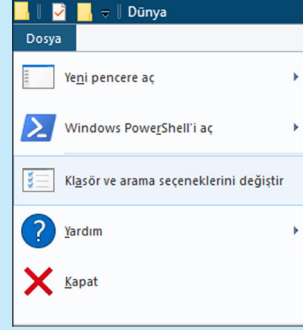 Dünya
Dosya
Yeni pencere aç
Windows PowerShell'i aç
Klasör ve arama seçeneklerini değiştir
Yardım
Kapat